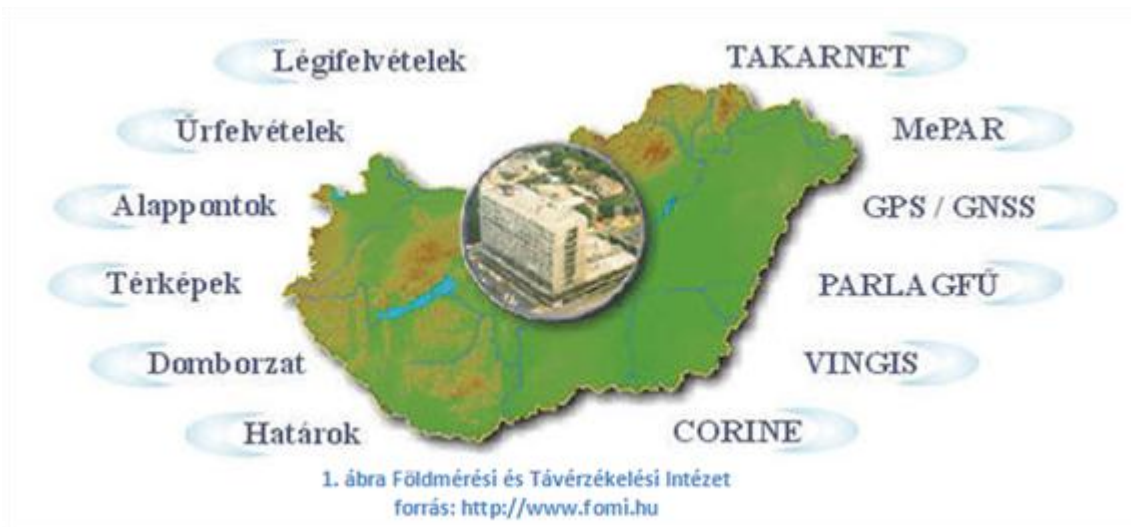 Légifelvételek
Űrfelvételek
Alappontok
Térképek
Domborzat
Határok
TAKARNET
MePAR
GPS / GNSS
PARLAGFŰ
VINGIS
CORINE
1. ábra Földmérési és Távérzékelési Intézet
forrás: http://www.fomi.hu